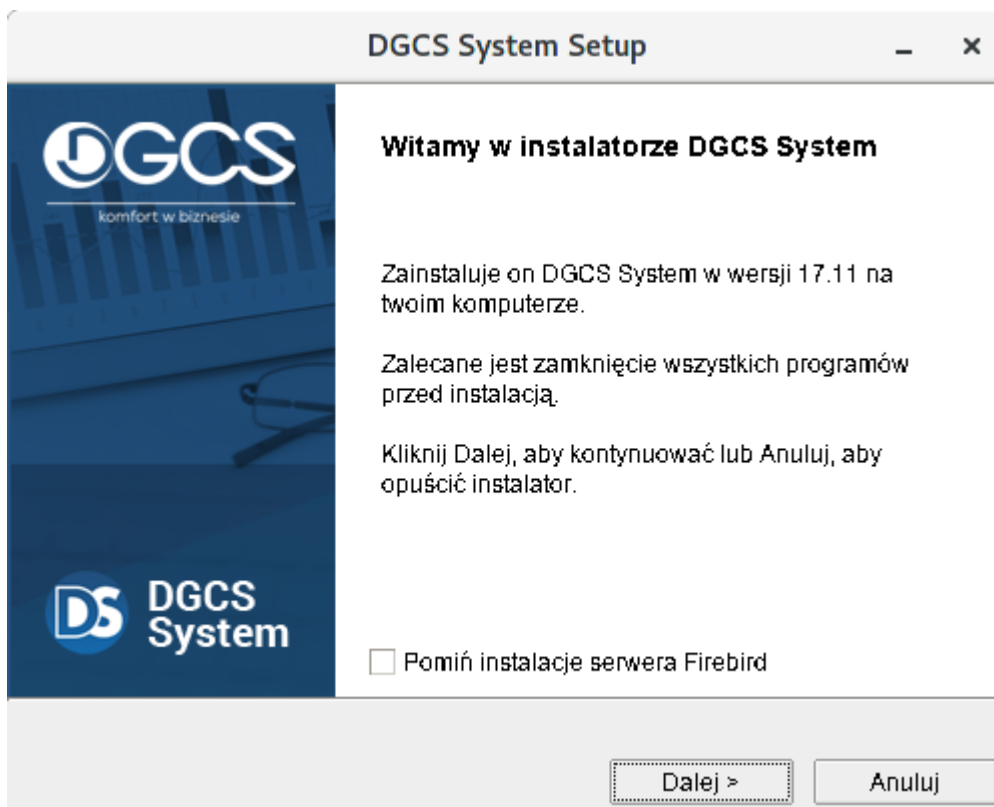 DGCS System Setup
DGCS
komfort w biznesie
Witamy w instalatorze DGCS System
Zainstaluje on DGCS System w wersji 17.11 na
twoim komputerze.
Zalecane jest zamknięcie wszystkich programów
przed instalacją.
Kliknij Dalej, aby kontynuować lub Anuluj, aby
opuścić instalator.
DS DGCS
System
Pomiń instalacje serwera Firebird
Dalej >
Anuluj